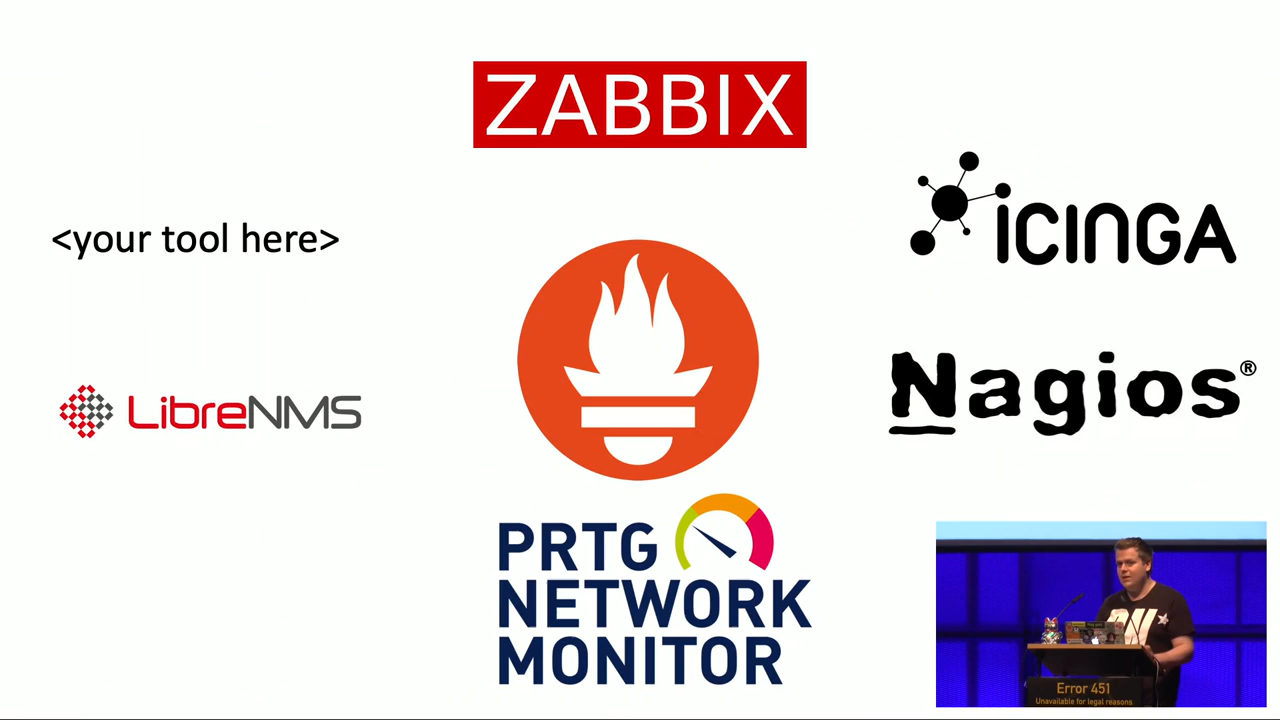 ZABBIX
ICINGA
<your tool here>
Nagios®
LibreNMS
PRTG
NETWORK
MONITOR
Error 451
Unavailable for legal reasons